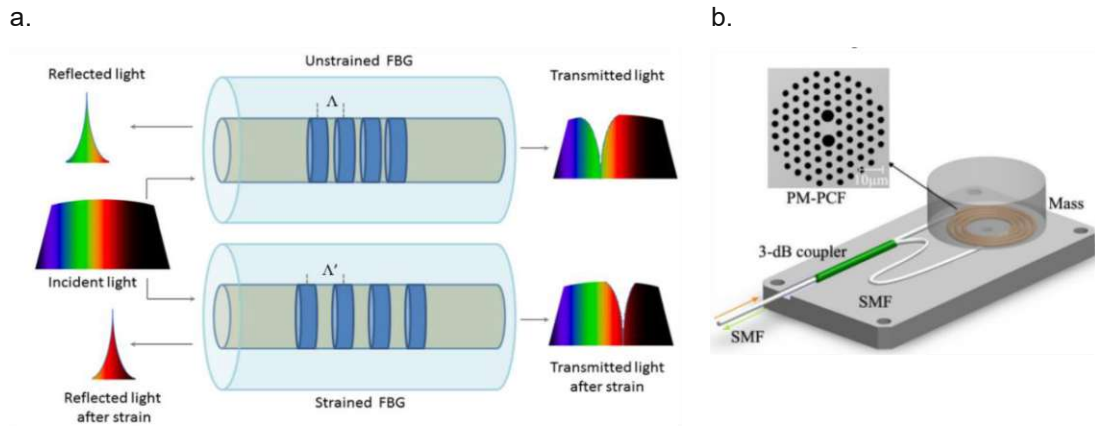 a.
b.
Reflected light
Unstrained FBG
Transmitted light
Λ
Incident light
Λ'
Reflected light
after strain
Strained FBG
Transmitted light
after strain
10μm
PM-PCF
Mass
3-dB coupler
SMF
SMF